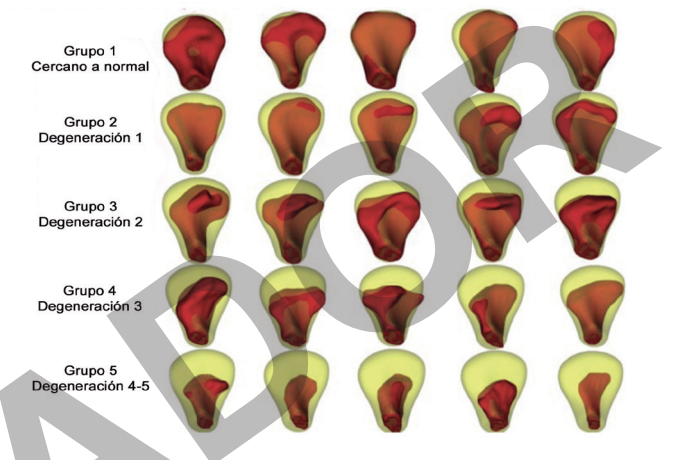 Grupo 1
Cercano a normal
Grupo 2
Degeneración 1
Grupo 3
Degeneración 2
Grupo 4
Degeneración 3
Grupo 5
Degeneración 4-5
ADOR